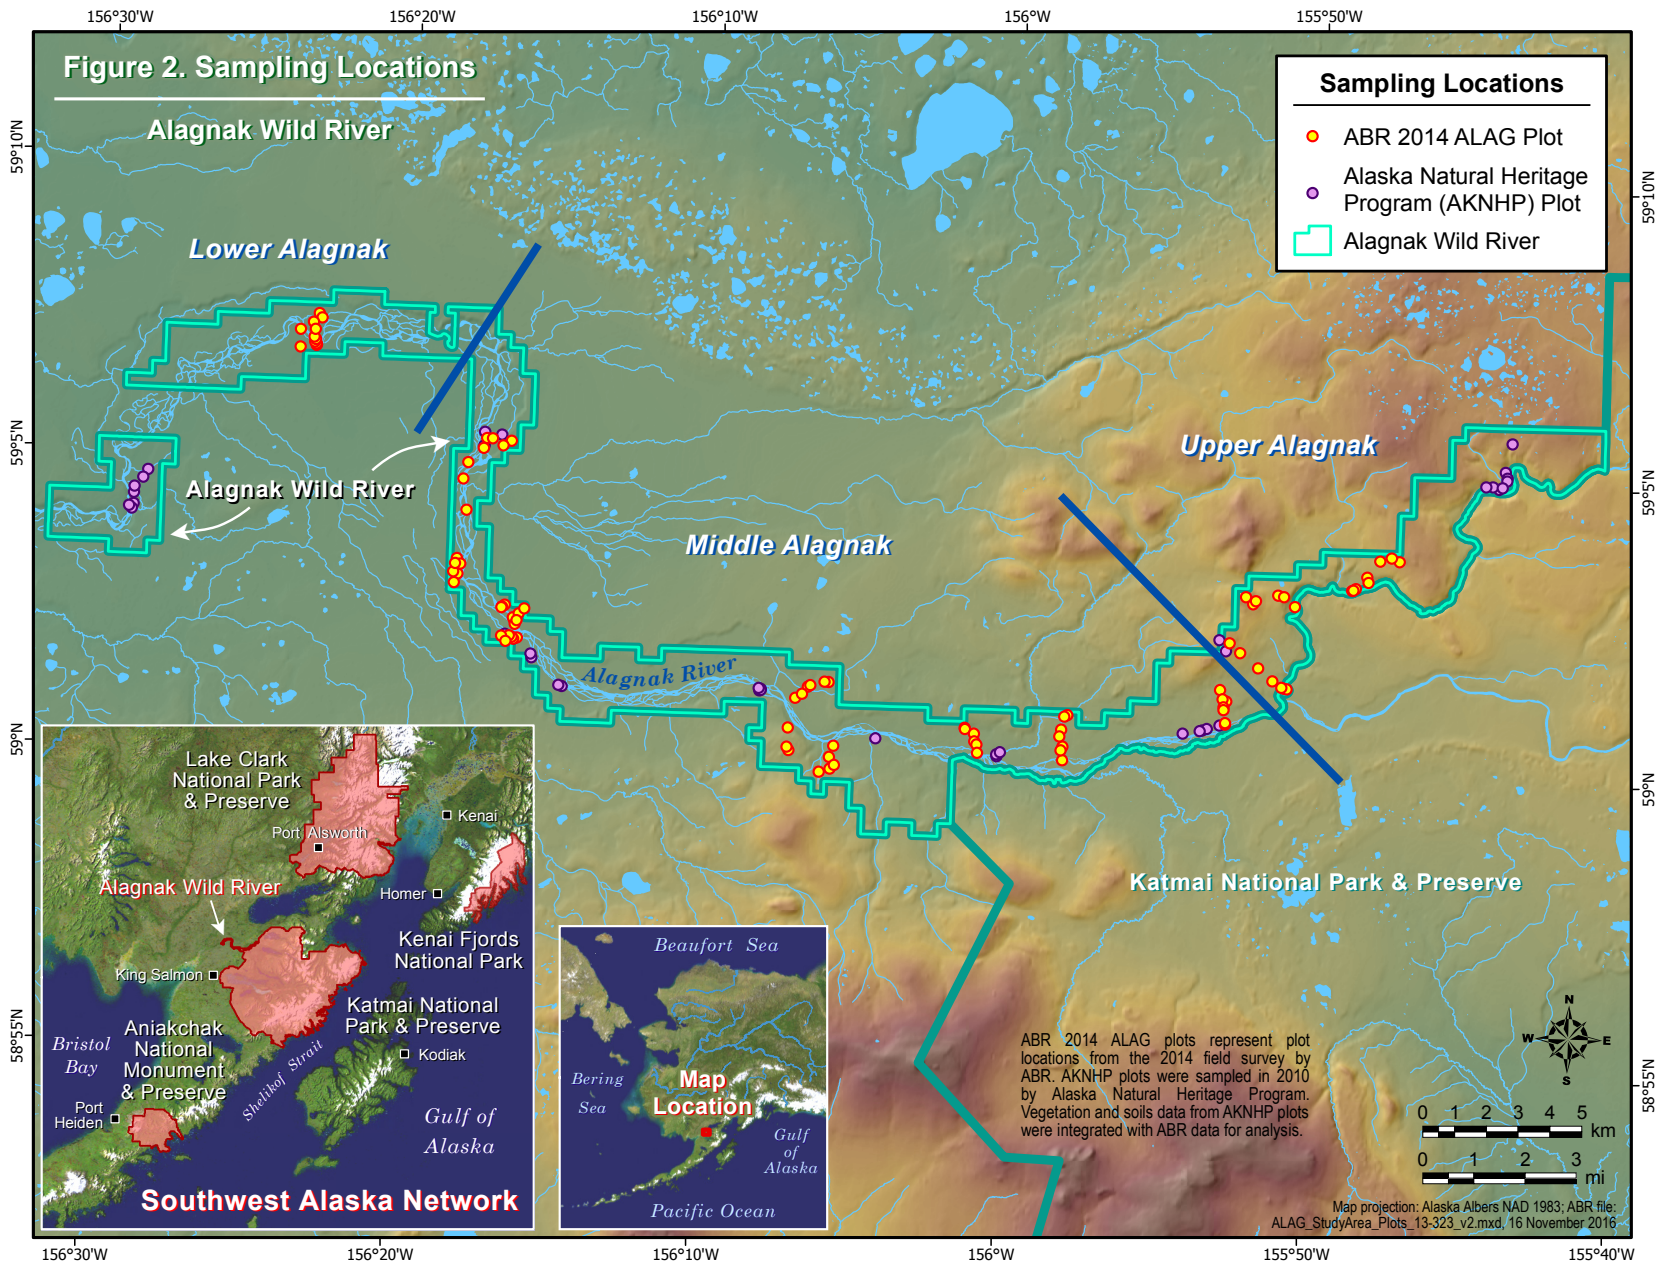 156°30'W
156°20'W
156°10'W
156°W
155°50'W
Figure 2. Sampling Locations
Alagnak Wild River
Sampling Locations
ABR 2014 ALAG Plot
Alaska Natural Heritage
Program (AKNHP) Plot
Alagnak Wild River
59°10'N
59°10'N
Lower Alagnak
Upper Alagnak
59°5'N
59°5'N
Alagnak Wild River
Middle Alagnak
Alagnak River
59°N
59°N
Katmai National Park & Preserve
Lake Clark
National Park
& Preserve
Port Alsworth
Kenai
Alagnak Wild River
Homer
Kenai Fjords
National Park
King Salmon
Katmai National
Park & Preserve
Aniakchak
National
Monument
& Preserve
Bristol
Bay
Shelikof Strait
Kodiak
Port
Heiden
Gulf of
Alaska
Southwest Alaska Network
Beaufort Sea
Bering
Sea
Map
Location
Gulf
of
Alaska
Pacific Ocean
58°55'N
58°55'N
ABR 2014 ALAG plots represent plot
locations from the 2014 field survey by
ABR. AKNHP plots were sampled in 2010
by Alaska Natural Heritage Program.
Vegetation and soils data from AKNHP plots
were integrated with ABR data for analysis.
N
W
E
S
0 1 2 3 4 5
km
0 1 2 3
mi
Map projection: Alaska Albers NAD 1983; ABR file:
ALAG_StudyArea_Plots_13-323_v2.mxd, 16 November 2016
156°30'W
156°20'W
156°10'W
156°W
155°50'W
155°40'W